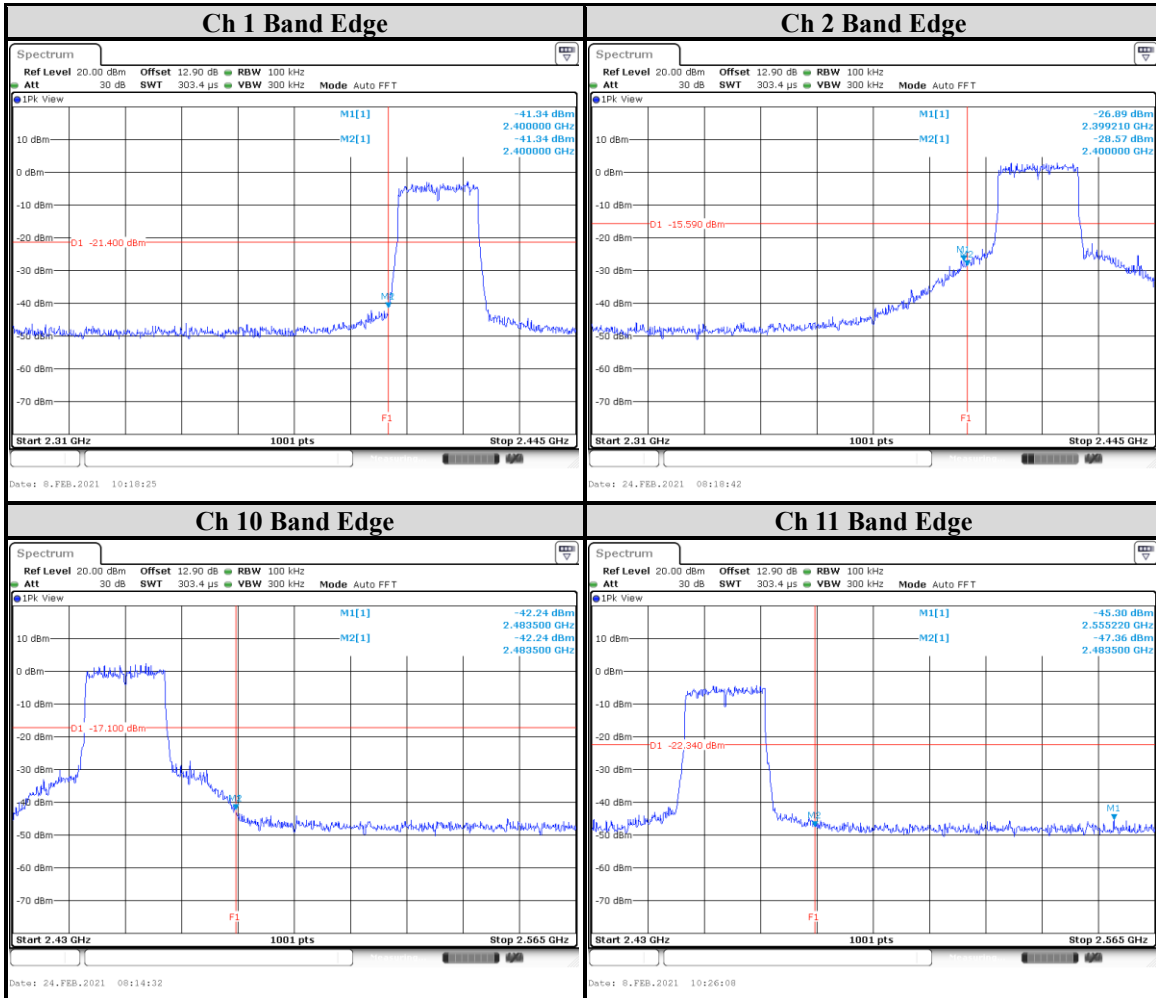 Ch 1 Band Edge
Spectrum
Ref Level 20.00 dBm Offset 12.90 dB RBW 100 kHz
Att 30 dB SWT 303.4 µs VBW 300 kHz Mode Auto FFT
1Pk View
M1[1] -41.34 dBm
2.400000 GHz
M2[1] -41.34 dBm
2.400000 GHz
10 dBm
0 dBm
-10 dBm
-20 dBm
D1 -21.400 dBm
-30 dBm
M2
-40 dBm
-50 dBm
-60 dBm
-70 dBm
F1
Start 2.31 GHz 1001 pts Stop 2.445 GHz
Date: 8.FEB.2021 10:18:25
Ch 2 Band Edge
Spectrum
Ref Level 20.00 dBm Offset 12.90 dB RBW 100 kHz
Att 30 dB SWT 303.4 µs VBW 300 kHz Mode Auto FFT
1Pk View
M1[1] -26.89 dBm
2.399210 GHz
M2[1] -28.57 dBm
2.400000 GHz
10 dBm
0 dBm
-10 dBm
D1 -15.590 dBm
-20 dBm
M2
-30 dBm
-40 dBm
-50 dBm
-60 dBm
-70 dBm
F1
Start 2.31 GHz 1001 pts Stop 2.445 GHz
Date: 24.FEB.2021 08:18:42
Ch 10 Band Edge
Spectrum
Ref Level 20.00 dBm Offset 12.90 dB RBW 100 kHz
Att 30 dB SWT 303.4 µs VBW 300 kHz Mode Auto FFT
1Pk View
M1[1] -42.24 dBm
2.483500 GHz
M2[1] -42.24 dBm
2.483500 GHz
10 dBm
0 dBm
-10 dBm
D1 -17.100 dBm
-20 dBm
-30 dBm
M2
-40 dBm
-50 dBm
-60 dBm
-70 dBm
F1
Start 2.43 GHz 1001 pts Stop 2.565 GHz
Date: 24.FEB.2021 08:14:32
Ch 11 Band Edge
Spectrum
Ref Level 20.00 dBm Offset 12.90 dB RBW 100 kHz
Att 30 dB SWT 303.4 µs VBW 300 kHz Mode Auto FFT
1Pk View
M1[1] -45.30 dBm
2.555220 GHz
M2[1] -47.36 dBm
2.483500 GHz
10 dBm
0 dBm
-10 dBm
-20 dBm
D1 -22.340 dBm
-30 dBm
-40 dBm
M2 M1
-50 dBm
-60 dBm
-70 dBm
F1
Start 2.43 GHz 1001 pts Stop 2.565 GHz
Date: 8.FEB.2021 10:26:08